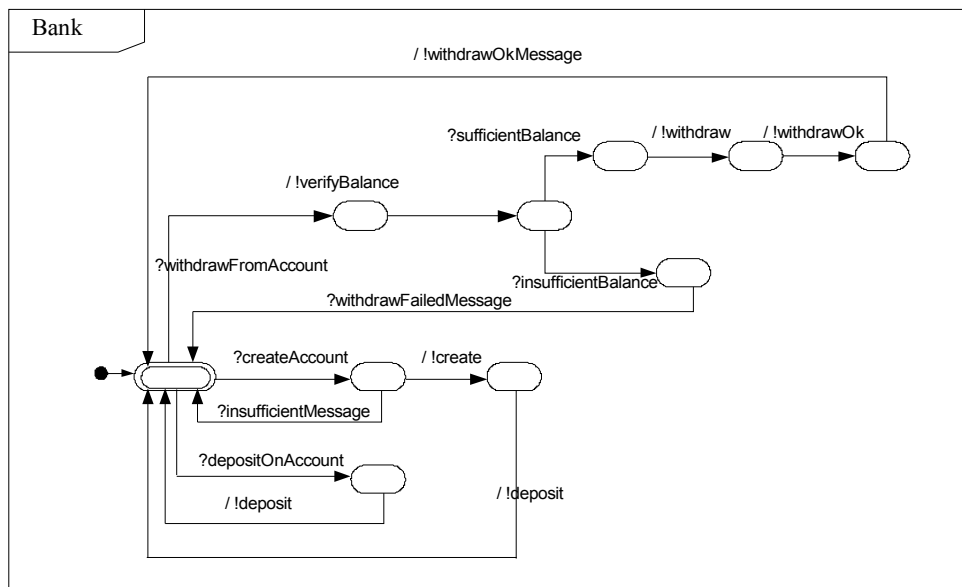 Bank
/ !withdrawOkMessage
?sufficientBalance
/ !withdraw
/ !withdrawOk
/ !verifyBalance
?withdrawFromAccount
?insufficientBalance
?withdrawFailedMessage
?createAccount
/ !create
?insufficientMessage
?depositOnAccount
/ !deposit
/ !deposit